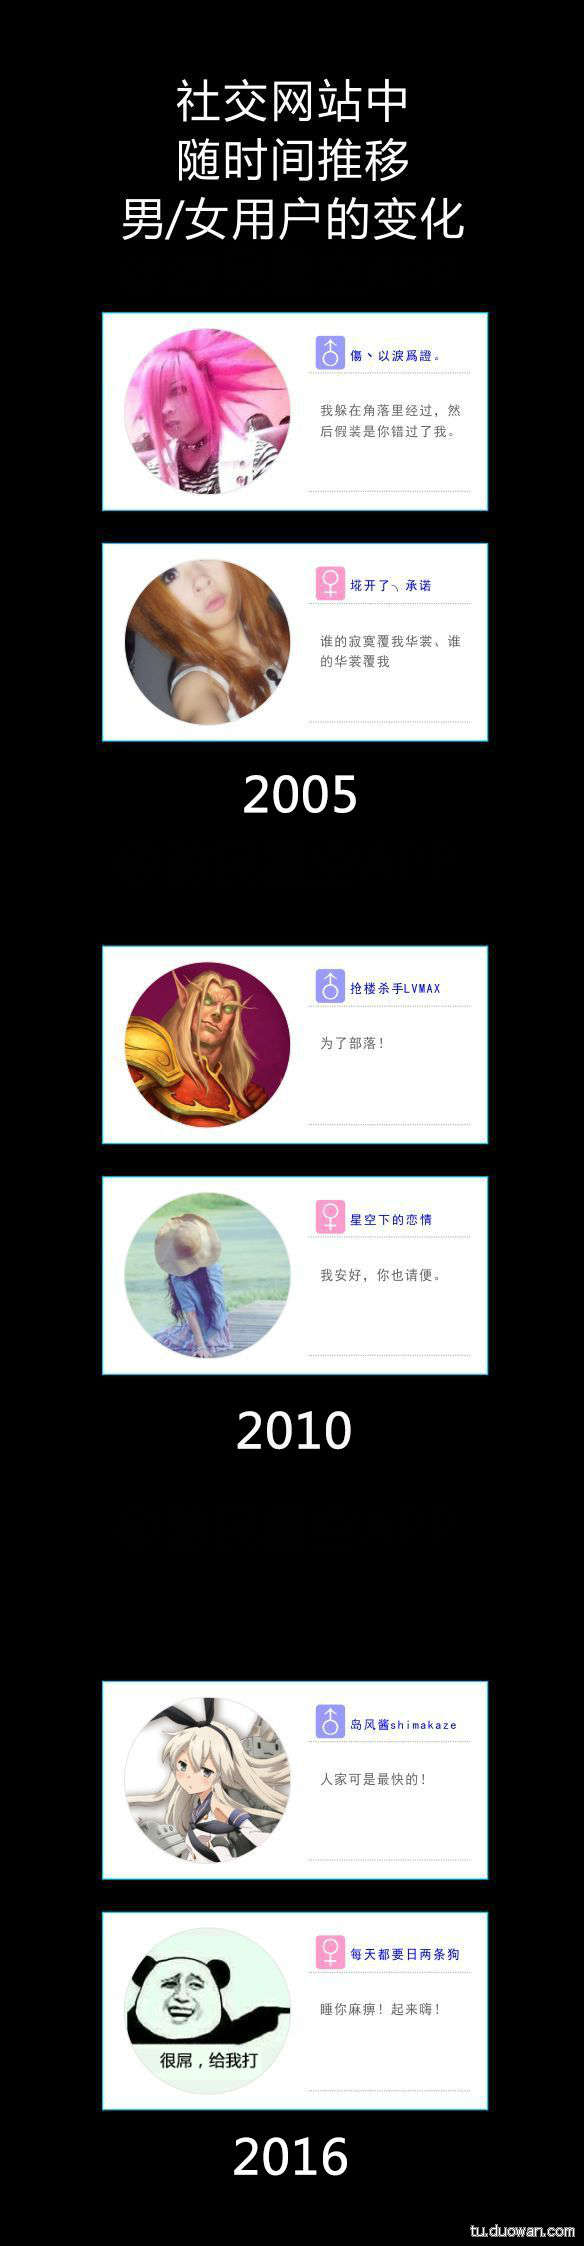 社交网站中
随时间推移
男/女用户的变化
傷丶以淚爲證。
我躲在角落里经过，然
后假装是你错过了我。
埖开了╮承诺
谁的寂寞覆我华裳、谁
的华裳覆我
2005
抢楼杀手LVMAX
为了部落！
星空下的恋情
我安好，你也请便。
2010
岛风酱shimakaze
人家可是最快的！
每天都要日两条狗
睡你麻痹！起来嗨！
很屌，给我打
2016
tu.duowan.com